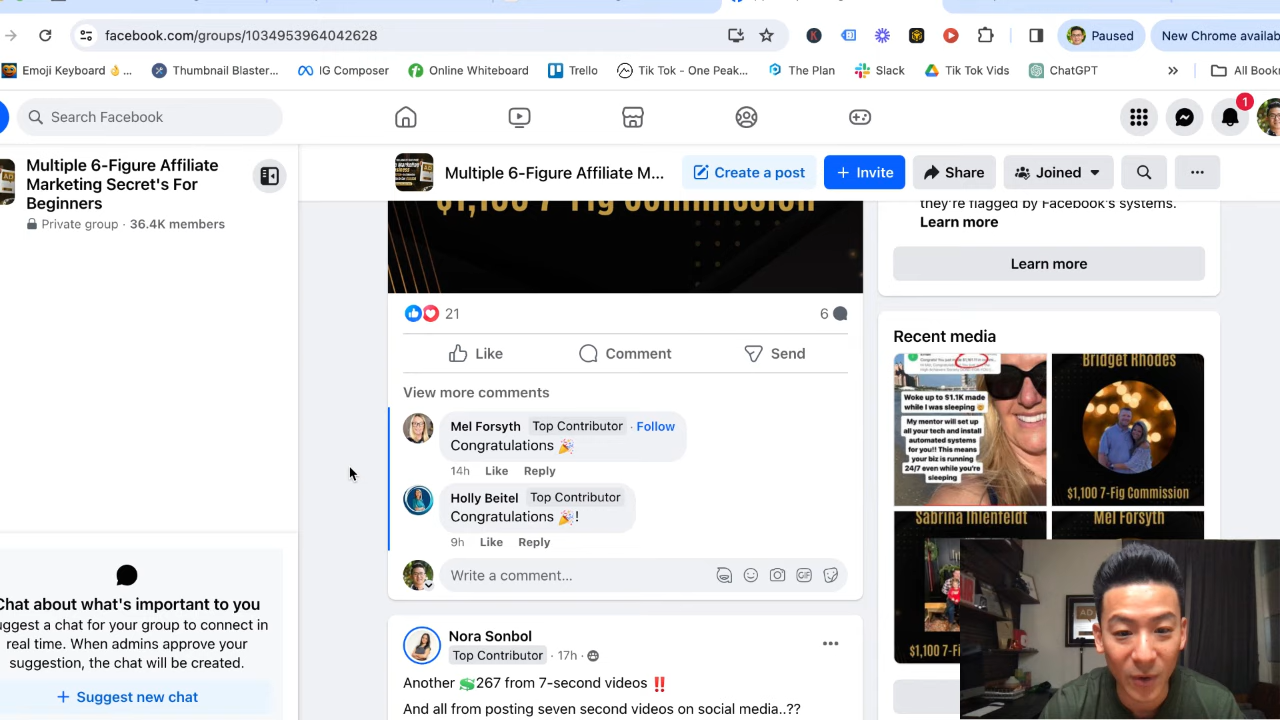 facebook.com/groups/1034953964042628
Paused
New Chrome availab
Emoji Keyboard 👌 ...
Thumbnail Blaster...
IG Composer
Online Whiteboard
Trello
Tik Tok - One Peak...
The Plan
Slack
Tik Tok Vids
ChatGPT
»
All Bookn
Search Facebook
1
Multiple 6-Figure Affiliate
Marketing Secret's For
Beginners
Private group · 36.4K members
Multiple 6-Figure Affiliate M...
Create a post
+ Invite
Share
Joined
they're flagged by Facebook's systems.
Learn more
Learn more
$1,100 7-Fig Commission
21
6
Like
Comment
Send
View more comments
Mel Forsyth Top Contributor · Follow
Congratulations 🎉
14h Like Reply
Holly Beitel Top Contributor
Congratulations 🎉!
9h Like Reply
Write a comment...
GIF
Nora Sonbol
Top Contributor · 17h ·
Another 💸267 from 7-second videos ‼️
And all from posting seven second videos on social media..??
Recent media
Woke up to $1.1K made
while I was sleeping
My mentor will set up
all your tech and install
automated systems
for you!! This means
your biz is running
24/7 even while you're
sleeping
Bridget Rhodes
$1,100 7-Fig Commission
Sabrina Ihlenfeldt
Mel Forsyth
$1,100 7-Fi
Chat about what's important to you
uggest a chat for your group to connect in
real time. When admins approve your
suggestion, the chat will be created.
+ Suggest new chat